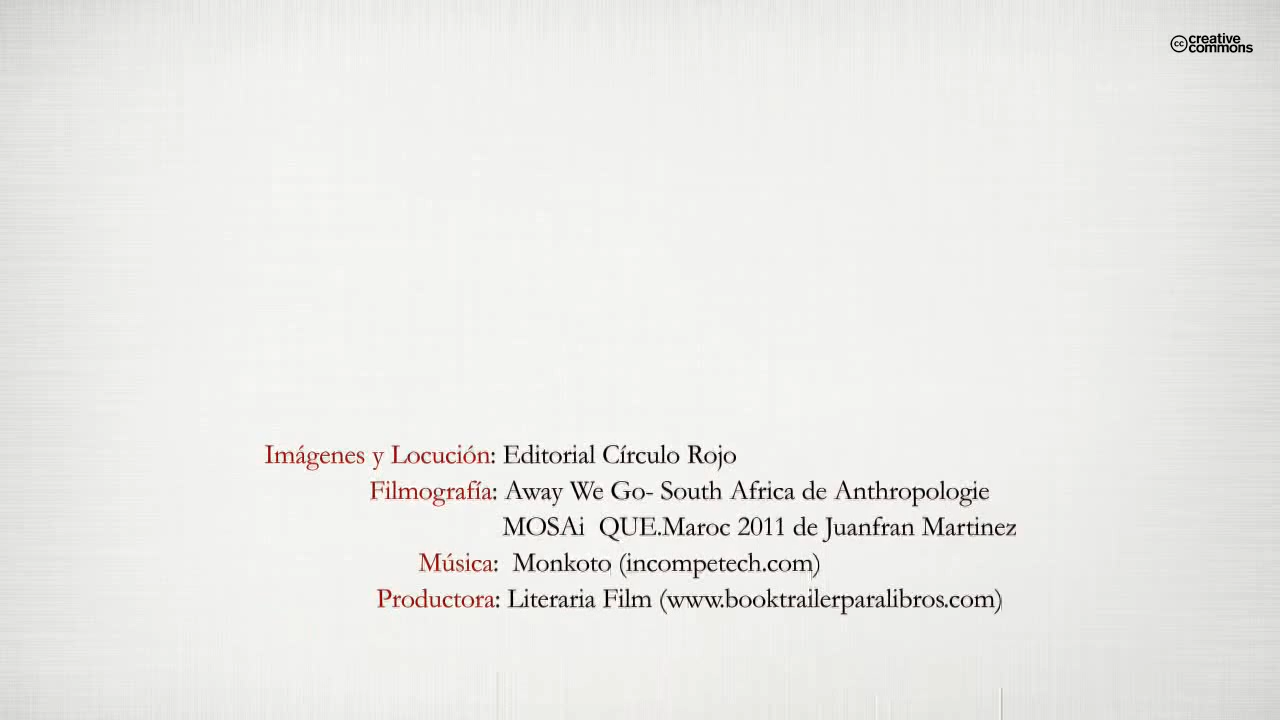 cc creative
commons
Imágenes y Locución: Editorial Círculo Rojo
Filmografía: Away We Go- South Africa de Anthropologie
MOSAi QUE.Maroc 2011 de Juanfran Martinez
Música: Monkoto (incompetech.com)
Productora: Literaria Film (www.booktrailerparalibros.com)